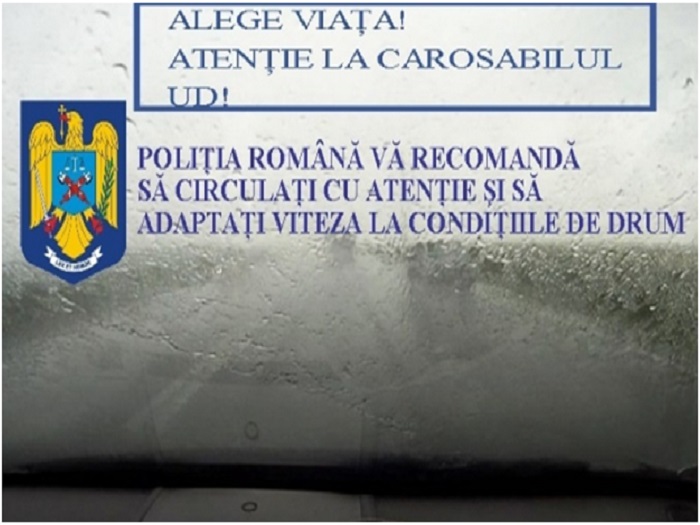 ALEGE VIAȚA!
ATENȚIE LA CAROSABILUL
UD!
POLIȚIA ROMÂNĂ VĂ RECOMANDĂ
SĂ CIRCULAȚI CU ATENȚIE ȘI SĂ
ADAPTAȚI VITEZA LA CONDIȚIILE DE DRUM